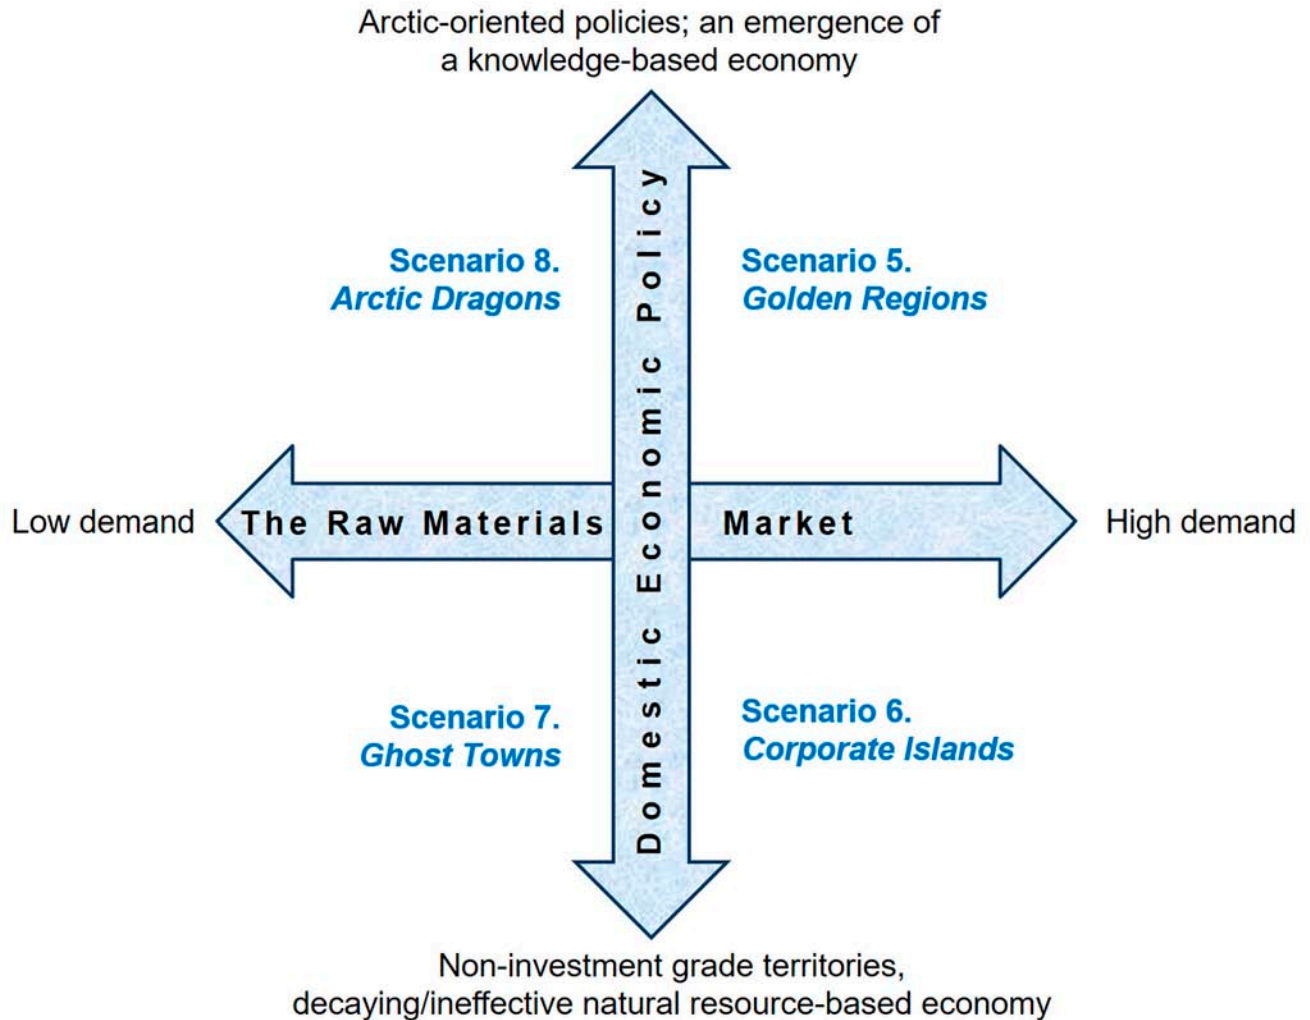 Arctic-oriented policies; an emergence of
a knowledge-based economy
Scenario 8.
Arctic Dragons
Scenario 5.
Golden Regions
Domestic Economic Policy
Low demand
The Raw Materials Market
High demand
Scenario 7.
Ghost Towns
Scenario 6.
Corporate Islands
Non-investment grade territories,
decaying/ineffective natural resource-based economy